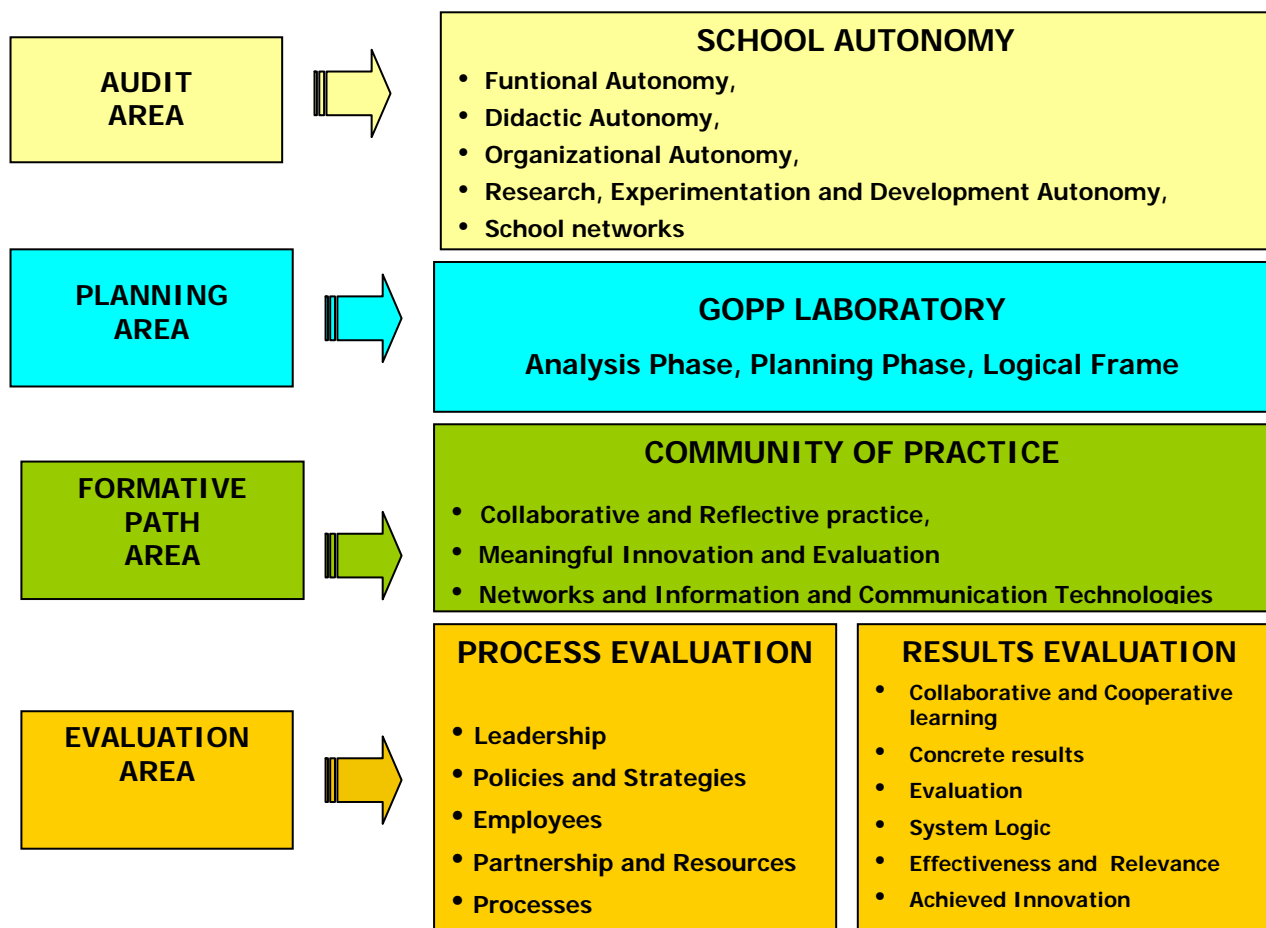 AUDIT
AREA
SCHOOL AUTONOMY
• Funtional Autonomy,
• Didactic Autonomy,
• Organizational Autonomy,
• Research, Experimentation and Development Autonomy,
• School networks
PLANNING
AREA
GOPP LABORATORY
Analysis Phase, Planning Phase, Logical Frame
FORMATIVE
PATH
AREA
COMMUNITY OF PRACTICE
• Collaborative and Reflective practice,
• Meaningful Innovation and Evaluation
• Networks and Information and Communication Technologies
EVALUATION
AREA
PROCESS EVALUATION
• Leadership
• Policies and Strategies
• Employees
• Partnership and Resources
• Processes
RESULTS EVALUATION
• Collaborative and Cooperative
learning
• Concrete results
• Evaluation
• System Logic
• Effectiveness and Relevance
• Achieved Innovation